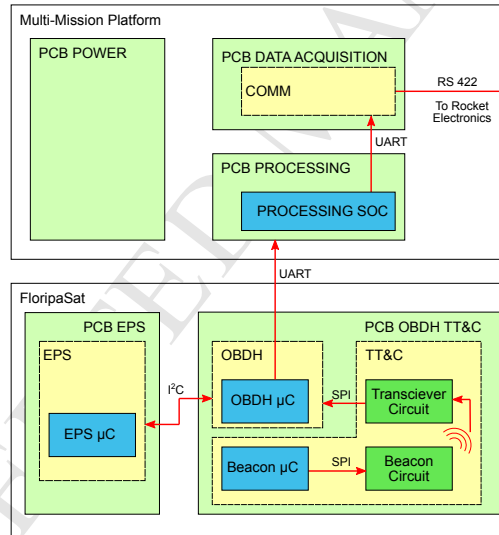 Multi-Mission Platform
PCB POWER
PCB DATA ACQUISITION
COMM
RS 422
To Rocket
Electronics
UART
PCB PROCESSING
PROCESSING SOC
UART
FloripaSat
PCB EPS
EPS
EPS µC
I²C
PCB OBDH TT&C
OBDH
OBDH µC
SPI
TT&C
Transciever
Circuit
Beacon µC
SPI
Beacon
Circuit